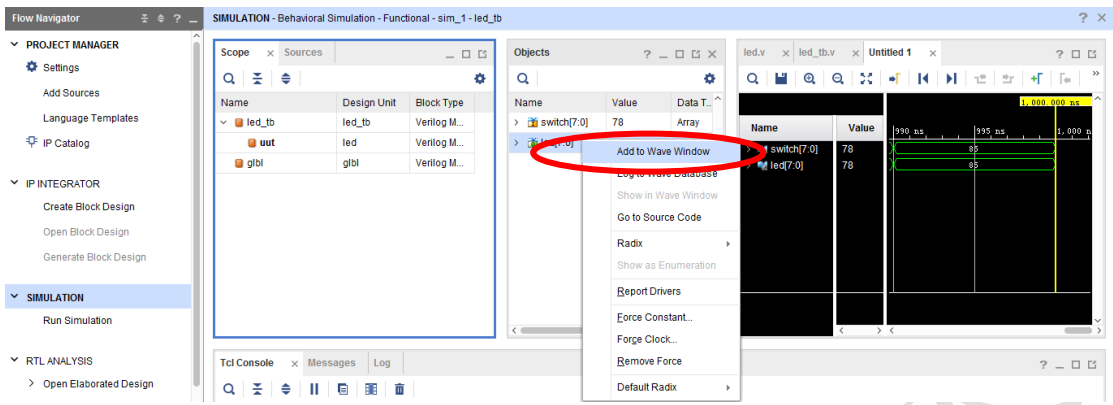 Flow Navigator
SIMULATION - Behavioral Simulation - Functional - sim_1 - led_tb
PROJECT MANAGER
Settings
Add Sources
Language Templates
IP Catalog
IP INTEGRATOR
Create Block Design
Open Block Design
Generate Block Design
SIMULATION
Run Simulation
RTL ANALYSIS
Open Elaborated Design
Scope Sources
Name Design Unit Block Type
led_tb led_tb Verilog M...
uut led Verilog M...
glbl glbl Verilog M...
Objects
Name Value Data T...
switch[7:0] 78 Array
Add to Wave Window
Log to Wave Database
Show in Wave Window
Go to Source Code
Radix
Show as Enumeration
Report Drivers
Force Constant...
Force Clock...
Remove Force
Default Radix
led.v led_tb.v Untitled 1
1,000.000 ns
Name Value
990 ns 995 ns 1,000 n
switch[7:0] 78 85
led[7:0] 78 85
Tcl Console Messages Log